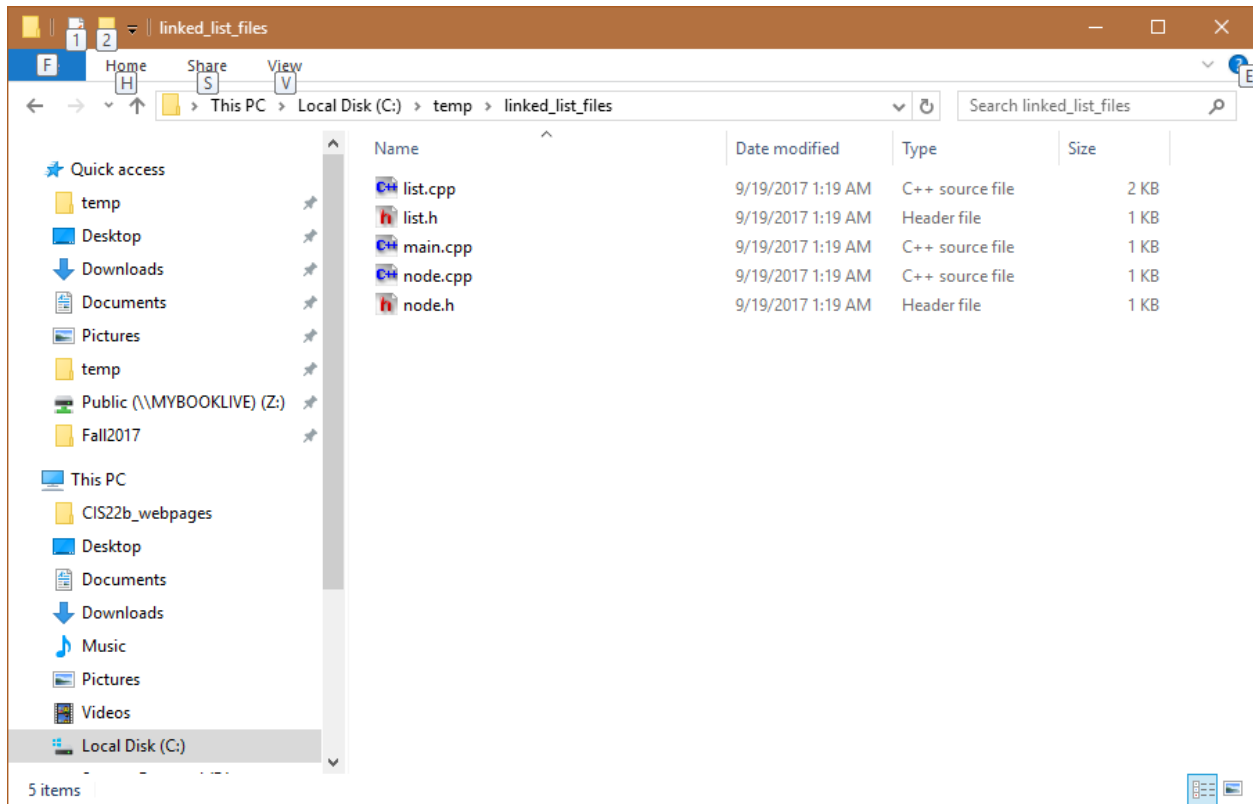 linked_list_files
1 2
F Home Share View
H S V E
This PC > Local Disk (C:) > temp > linked_list_files Search linked_list_files
Name Date modified Type Size
list.cpp 9/19/2017 1:19 AM C++ source file 2 KB
list.h 9/19/2017 1:19 AM Header file 1 KB
main.cpp 9/19/2017 1:19 AM C++ source file 1 KB
node.cpp 9/19/2017 1:19 AM C++ source file 1 KB
node.h 9/19/2017 1:19 AM Header file 1 KB
Quick access
temp
Desktop
Downloads
Documents
Pictures
temp
Public (\\MYBOOKLIVE) (Z:)
Fall2017
This PC
CIS22b_webpages
Desktop
Documents
Downloads
Music
Pictures
Videos
Local Disk (C:)
5 items